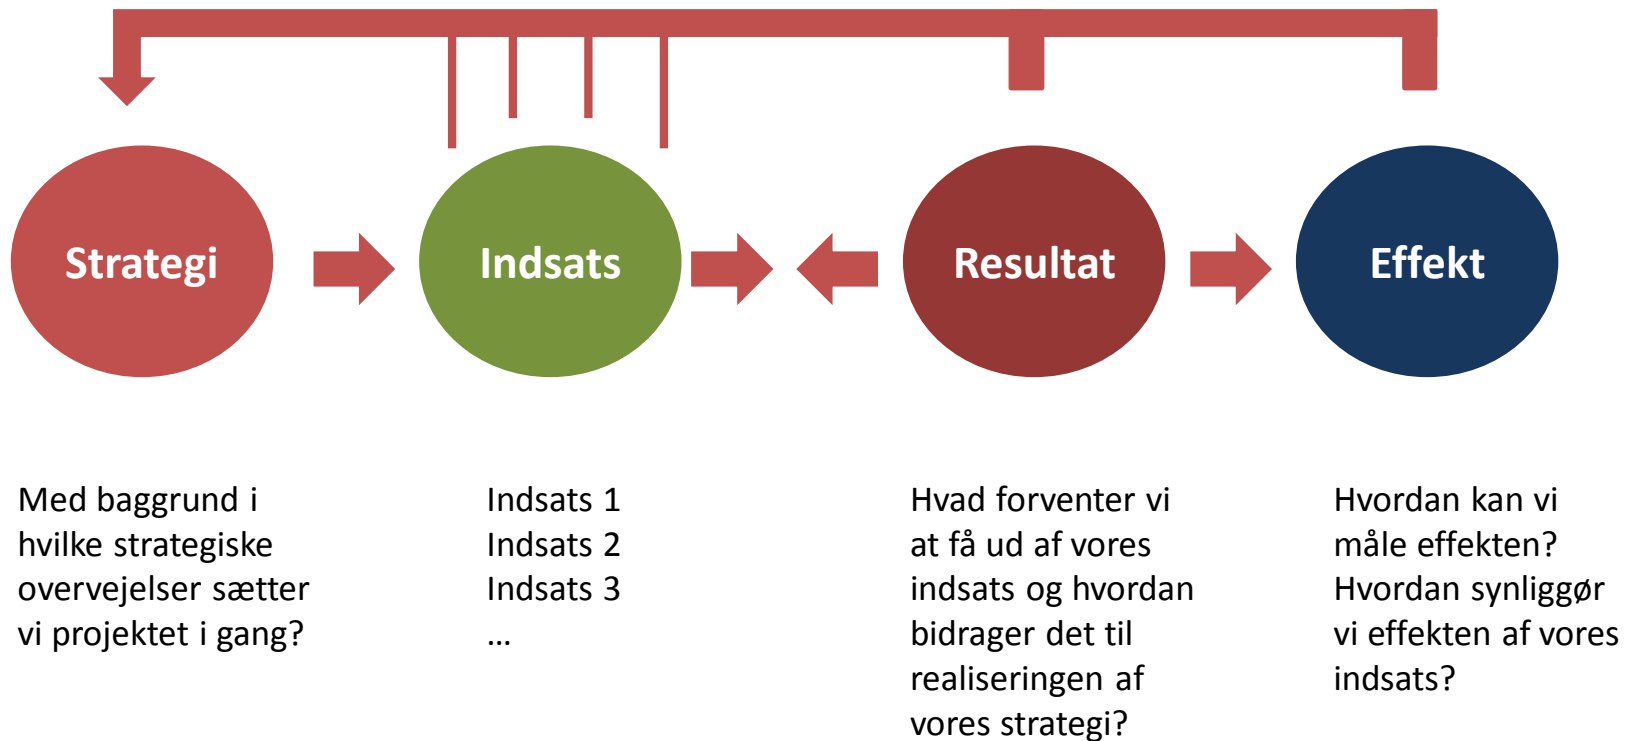 Strategi
Indsats
Resultat
Effekt
Med baggrund i
hvilke strategiske
overvejelser sætter
vi projektet i gang?
Indsats 1
Indsats 2
Indsats 3
…
Hvad forventer vi
at få ud af vores
indsats og hvordan
bidrager det til
realiseringen af
vores strategi?
Hvordan kan vi
måle effekten?
Hvordan synliggør
vi effekten af vores
indsats?